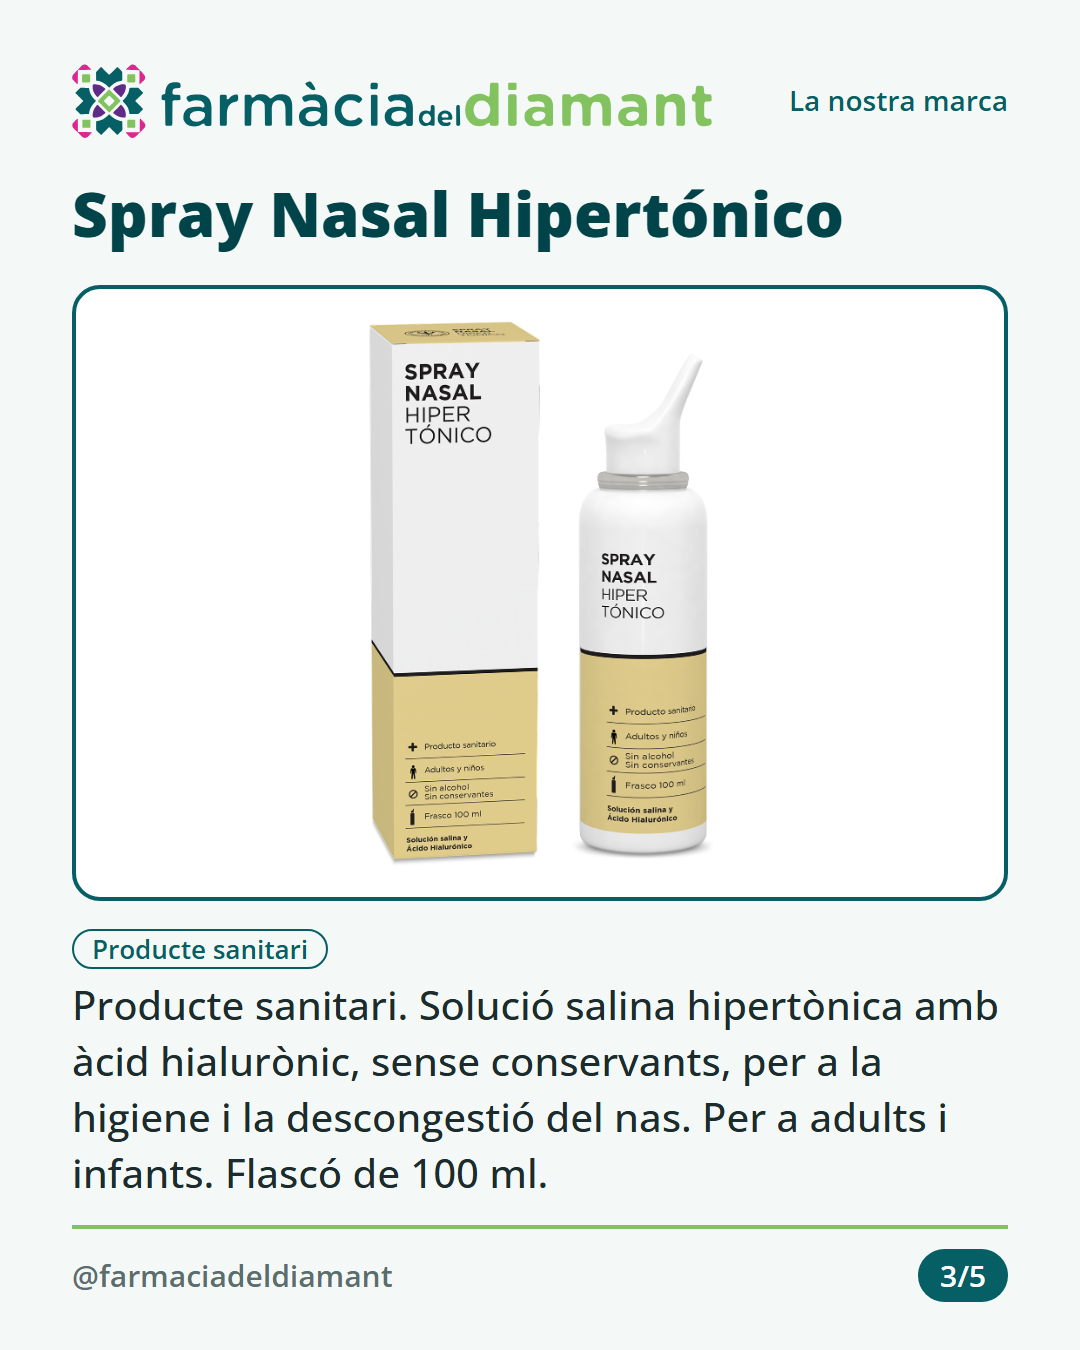 farmàciadeldiamant
La nostra marca
Spray Nasal Hipertónico
SPRAY
NASAL
SPRAY
NASAL
HIPER
TÓNICO
Producto sanitario
Adultos y niños
Sin alcohol
Sin conservantes
Frasco 100 ml
Solución salina y
Ácido Hialurónico
SPRAY
NASAL
HIPER
TÓNICO
Producto sanitario
Adultos y niños
Sin alcohol
Sin conservantes
Frasco 100 ml
Solución salina y
Ácido Hialurónico
Producte sanitari
Producte sanitari. Solució salina hipertònica amb
àcid hialurònic, sense conservants, per a la
higiene i la descongestió del nas. Per a adults i
infants. Flascó de 100 ml.
@farmaciadeldiamant
3/5